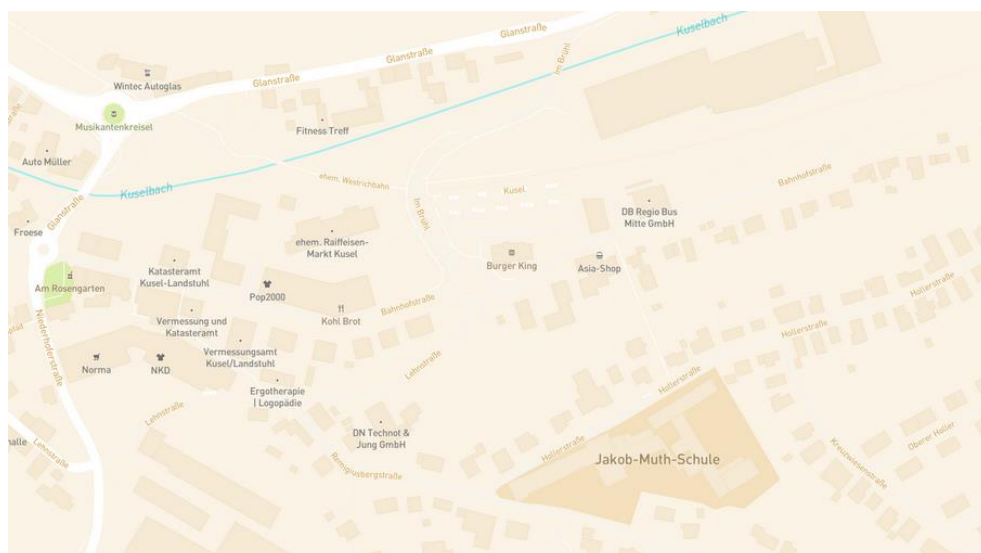 Kuselbach
Glanstraße
Glanstraße
Im Brühl
Glanstraße
Wintec Autoglas
Musikantenkreisel
Fitness Treff
Auto Müller
ehem. Westrichbahn
Kuselbach
Kusel
Bahnhofstraße
Im Brühl
Glanstraße
DB Regio Bus
Mitte GmbH
Froese
ehem. Raiffeisen-
Markt Kusel
Burger King
Asia-Shop
Katasteramt
Kusel-Landstuhl
Am Rosengarten
Pop2000
Hollerstraße
Bahnhofstraße
Kohl Brot
Vermessung und
Katasteramt
Hollerstraße
Niederhoferstraße
Vermessungsamt
Kusel/Landstuhl
Lehnstraße
Norma
NKD
Ergotherapie
| Logopädie
Hollerstraße
Lehnstraße
DN Technot &
Jung GmbH
Oberer Holler
halle
Lehnstraße
Hollerstraße
Jakob-Muth-Schule
Kreuzwiesenstraße
Remigiusbergstraße